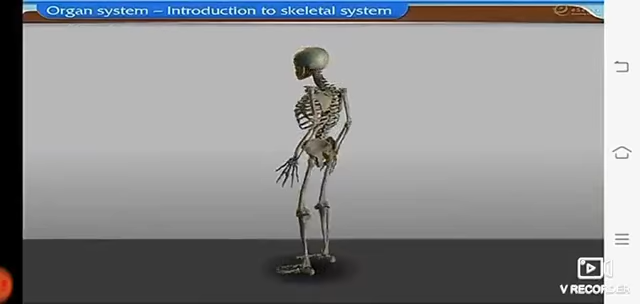 Organ system – Introduction to skeletal system
V RECORDER